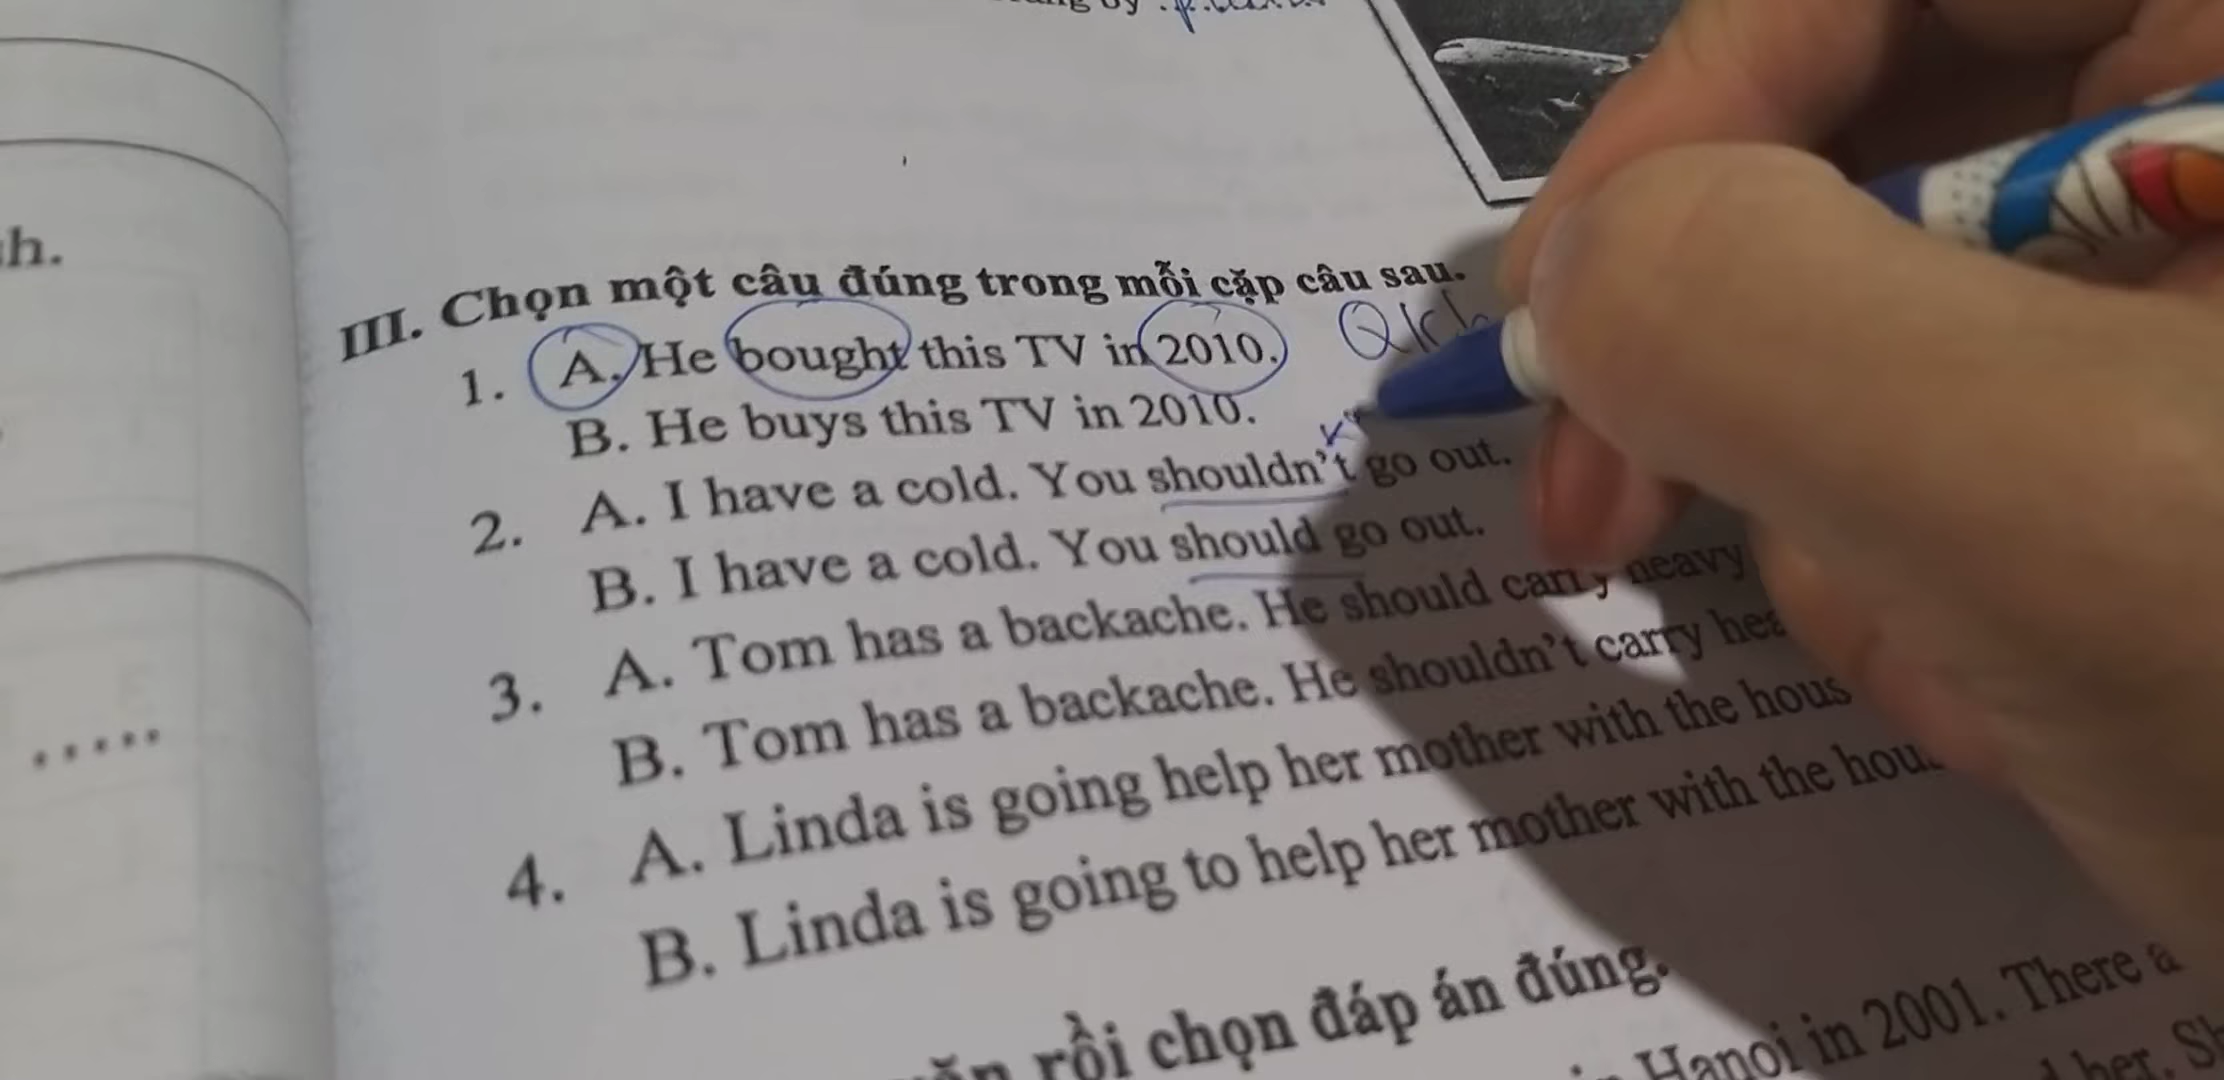 h.
III. Chọn một câu đúng trong mỗi cặp câu sau.
1. A. He bought this TV in 2010. QKĐ
B. He buys this TV in 2010.
2. A. I have a cold. You shouldn't go out.
B. I have a cold. You should go out.
3. A. Tom has a backache. He should carry heavy
B. Tom has a backache. He shouldn't carry
4. A. Linda is going help her mother with the
B. Linda is going to help her mother with the
rồi chọn đáp án đúng.
Hanoi in 2001. There
her.